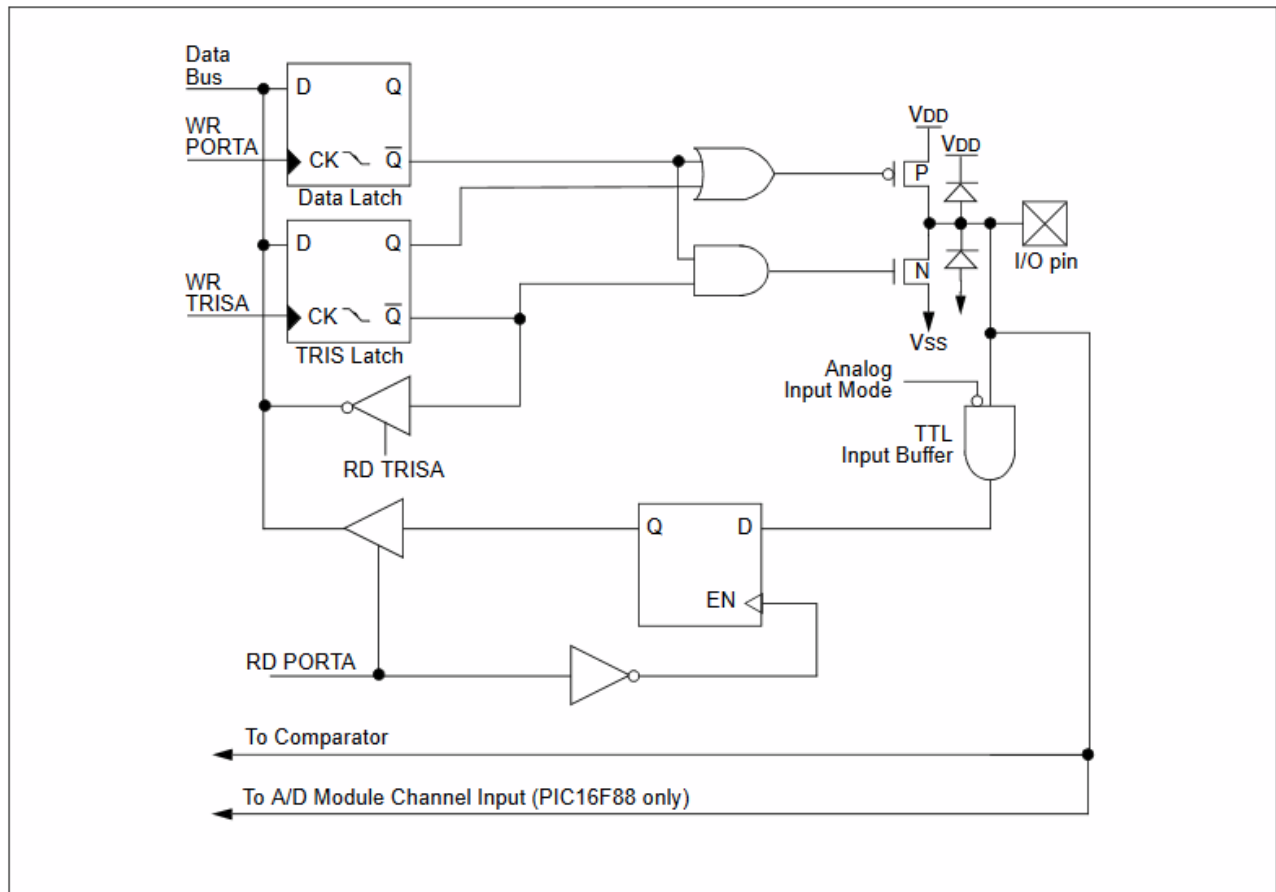 Data
Bus
D
Q
WR
PORTA
CK
Q
Data Latch
VDD
VDD
P
D
Q
N
I/O pin
WR
TRISA
CK
Q
TRIS Latch
VSS
Analog
Input Mode
TTL
Input Buffer
RD TRISA
Q
D
EN
RD PORTA
To Comparator
To A/D Module Channel Input (PIC16F88 only)